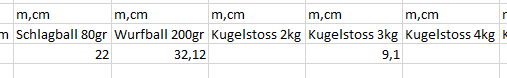 m,cm m,cm m,cm m,cm m,cm
m Schlagball 80gr Wurfball 200gr Kugelstoss 2kg Kugelstoss 3kg Kugelstoss 4kg
22 32,12 9,1